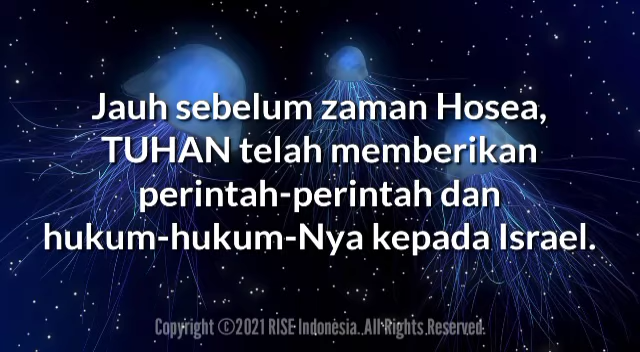 Jauh sebelum zaman Hosea,
TUHAN telah memberikan
perintah-perintah dan
hukum-hukum-Nya kepada Israel.
Copyright ©2021 RISE Indonesia. All Rights Reserved.